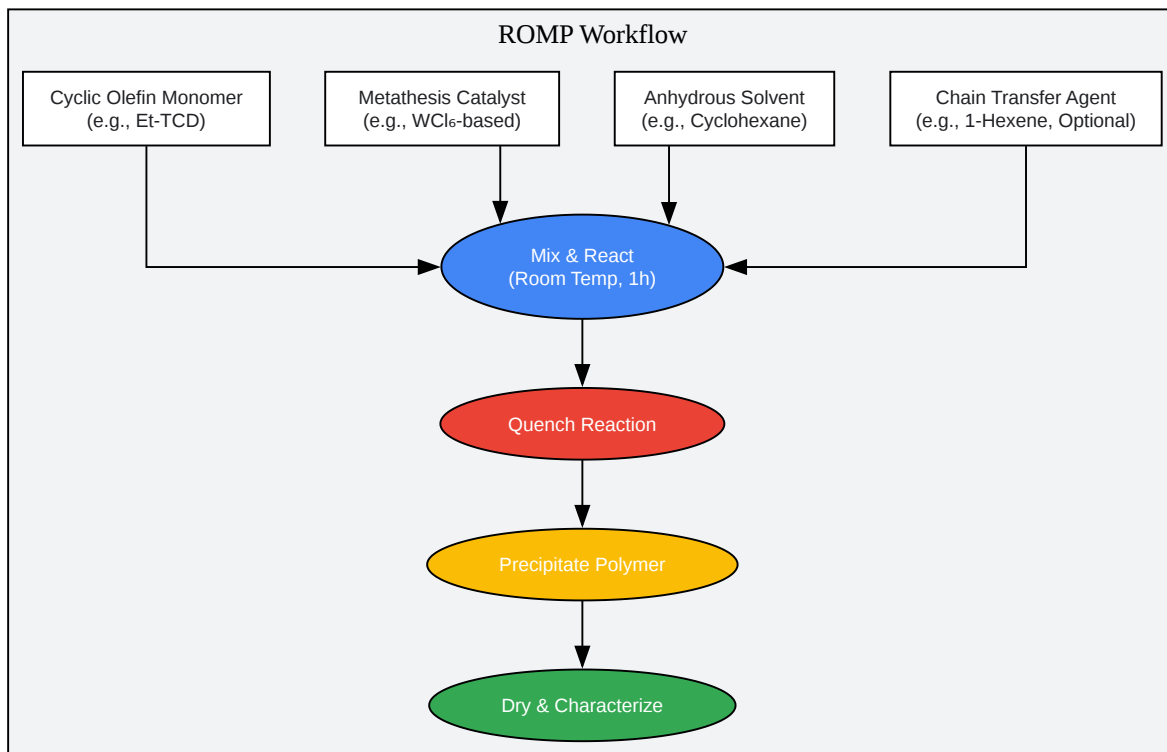 ROMP Workflow
Cyclic Olefin Monomer
(e.g., Et-TCD)
Metathesis Catalyst
(e.g., WCl₆-based)
Anhydrous Solvent
(e.g., Cyclohexane)
Chain Transfer Agent
(e.g., 1-Hexene, Optional)
Mix & React
(Room Temp, 1h)
Quench Reaction
Precipitate Polymer
Dry & Characterize